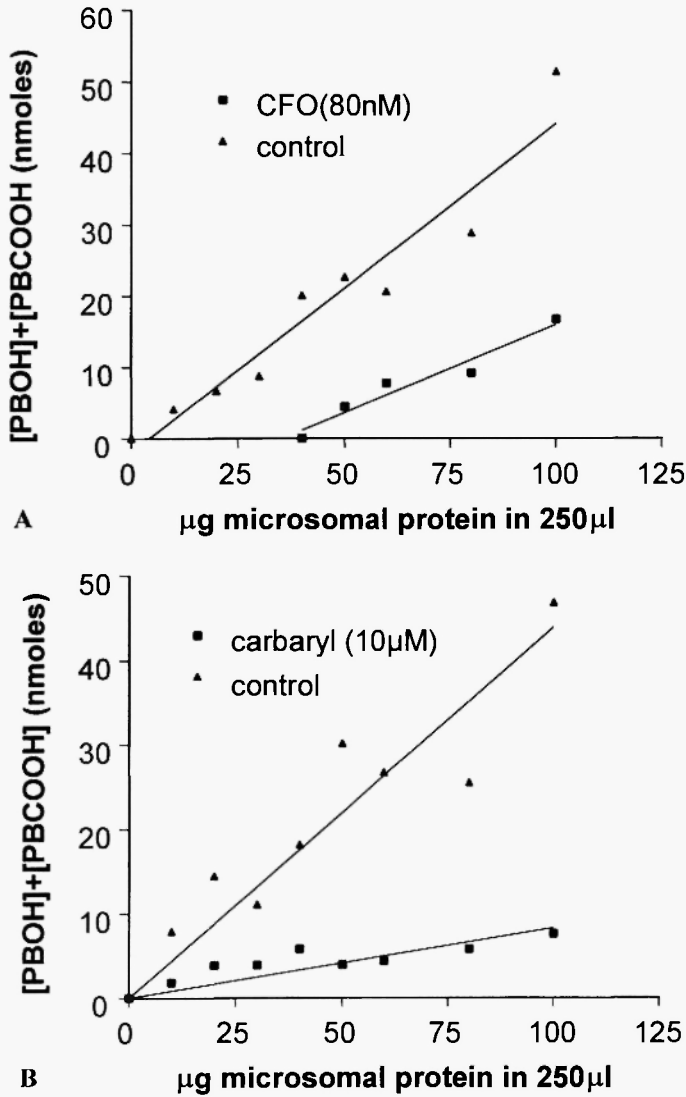 60
50
40
30
20
10
0
[PBOH]+[PBCOOH (nmoles)
CFO(80nM)
control
0 25 50 75 100 125
A
μg microsomal protein in 250μl
50
40
30
20
10
0
[PBOH]+[PBCOOH] (nmoles)
carbaryl (10μM)
control
0 25 50 75 100 125
B
μg microsomal protein in 250μl